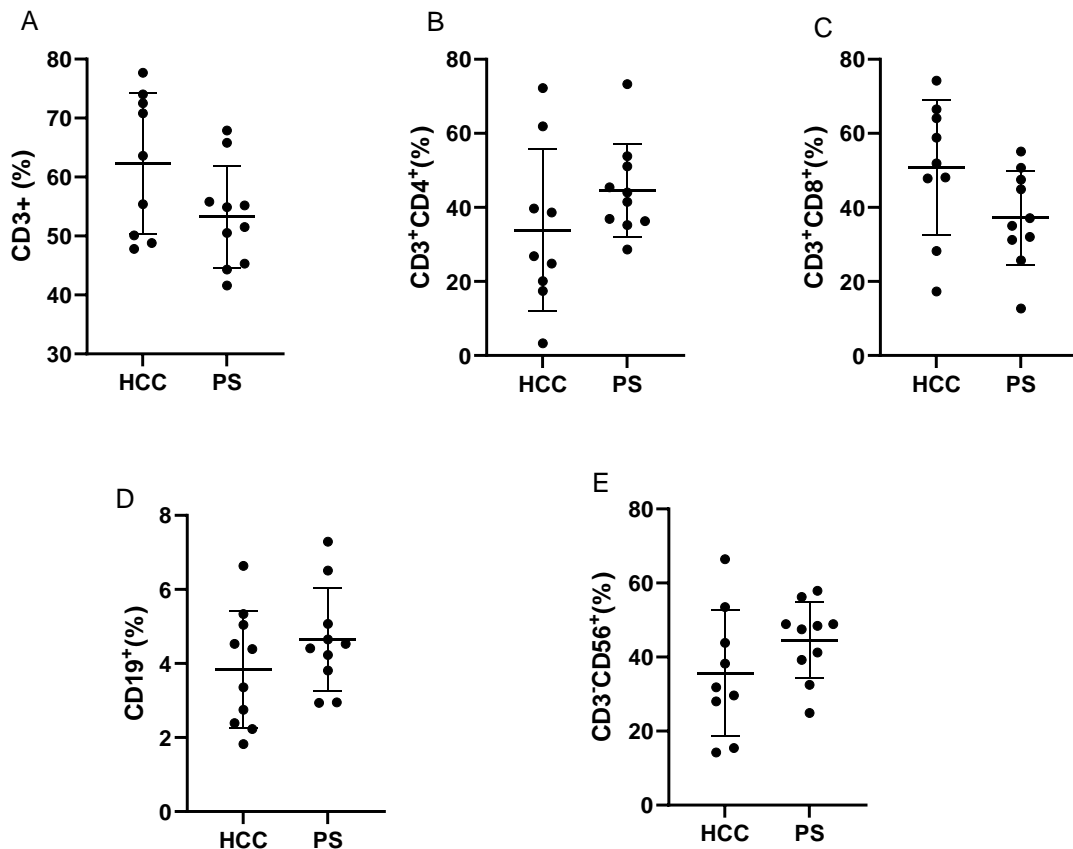 A
CD3+ (%)
80
70
60
50
40
30
HCC PS
B
CD3⁺CD4⁺(%)
80
60
40
20
0
HCC PS
C
CD3⁺CD8⁺(%)
80
60
40
20
0
HCC PS
D
CD19⁺(%)
8
6
4
2
0
HCC PS
E
CD3⁻CD56⁺(%)
80
60
40
20
0
HCC PS